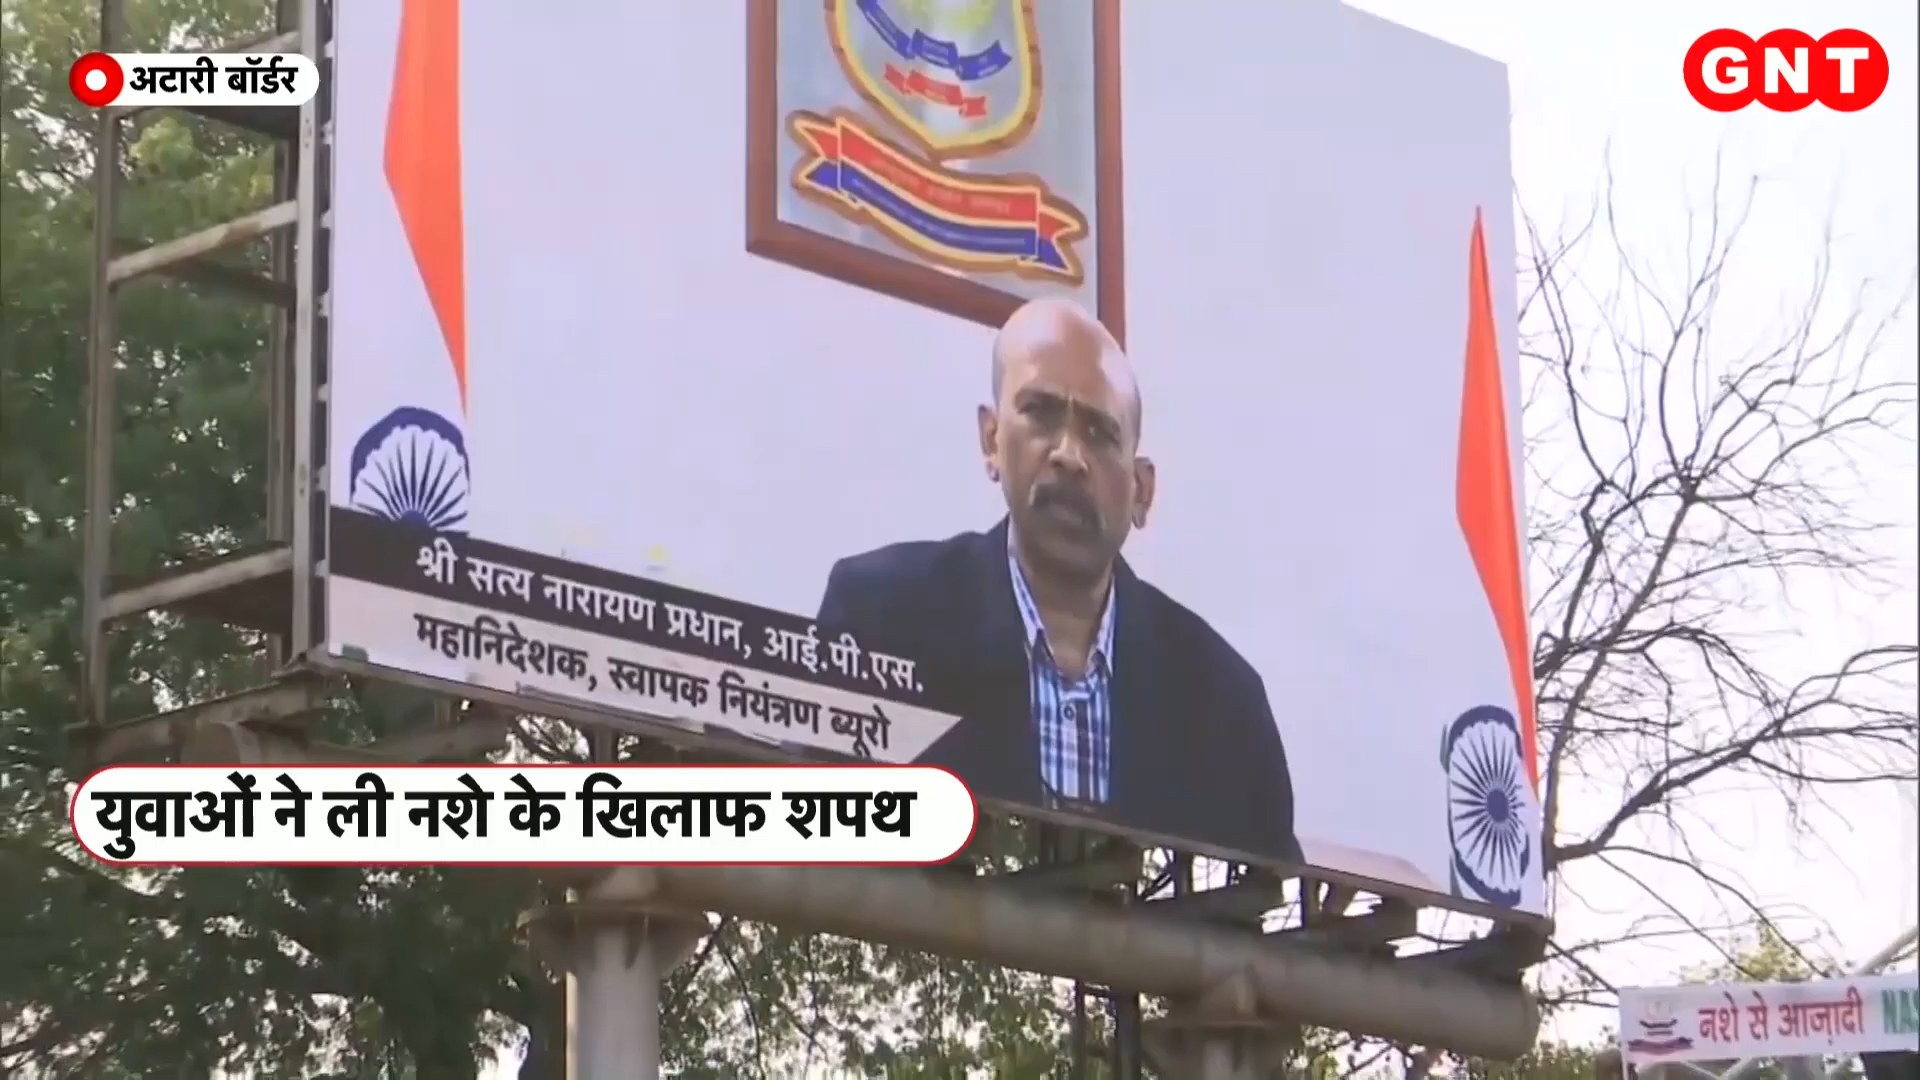 अटारी बॉर्डर
GNT
श्री सत्य नारायण प्रधान, आई.पी.एस.
महानिदेशक, स्वापक नियंत्रण ब्यूरो
युवाओं ने ली नशे के खिलाफ शपथ
नशे से आज़ादी